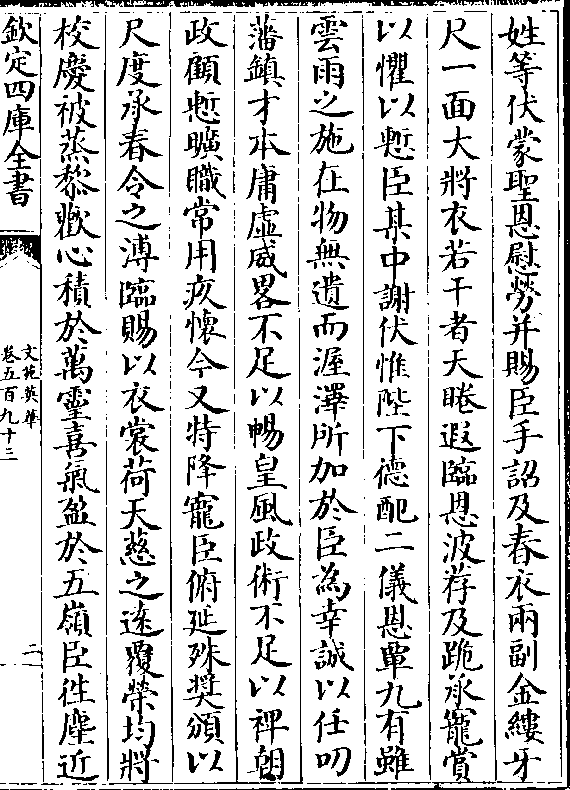 姓等伏蒙聖恩慰勞并賜臣手詔及春衣兩副金縷牙
尺一面大將衣若干者天睠遐臨恩波荐及跪承寵賞
以懼以慙臣某中謝伏惟陛下德配二儀恩覃九有雖
雲雨之施在物無遺而渥澤所加於臣為幸誠以任叨
藩鎮才本庸虛威畧不足以暢皇風政術不足以裨朝
政顧慙曠職常用疚懷今又特降寵臣俯延殊奬頒以
尺度承春令之溥臨賜以衣裳荷天慈之遠覆榮均將
校慶被蒸黎歡心積於萬靈喜氣盈於五嶺臣徃塵近
欽定四庫全書
文苑英華
卷五百九十三
二